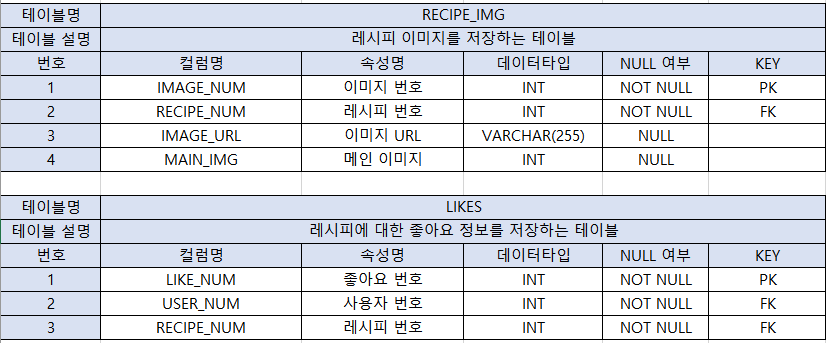 테이블명 RECIPE_IMG
테이블 설명 레시피 이미지를 저장하는 테이블
번호 컬럼명 속성명 데이터타입 NULL 여부 KEY
1 IMAGE_NUM 이미지 번호 INT NOT NULL PK
2 RECIPE_NUM 레시피 번호 INT NOT NULL FK
3 IMAGE_URL 이미지 URL VARCHAR(255) NULL
4 MAIN_IMG 메인 이미지 INT NULL
테이블명 LIKES
테이블 설명 레시피에 대한 좋아요 정보를 저장하는 테이블
번호 컬럼명 속성명 데이터타입 NULL 여부 KEY
1 LIKE_NUM 좋아요 번호 INT NOT NULL PK
2 USER_NUM 사용자 번호 INT NOT NULL FK
3 RECIPE_NUM 레시피 번호 INT NOT NULL FK